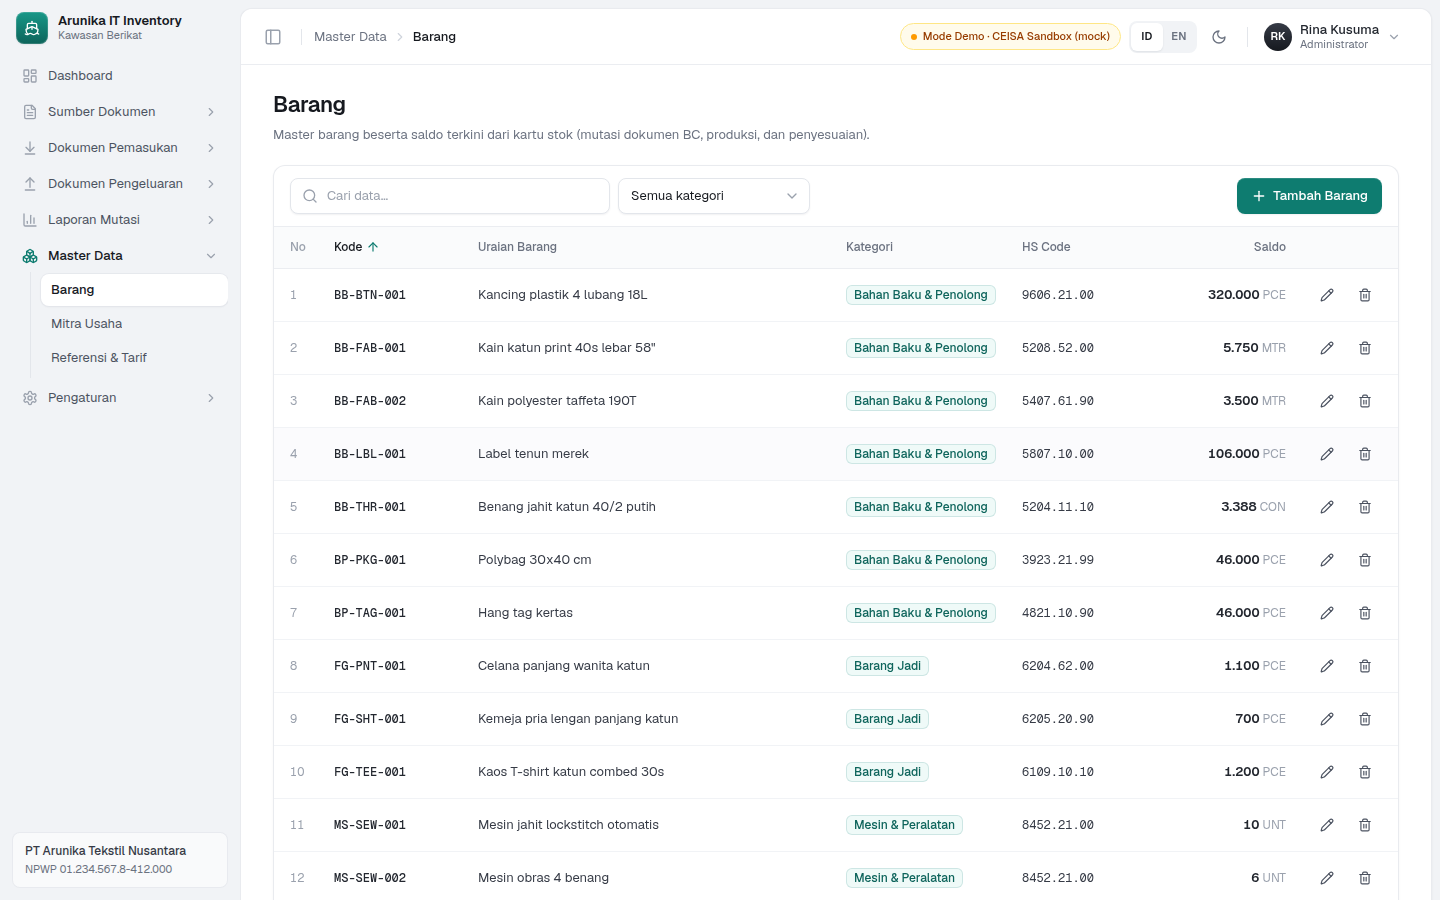 Arunika IT Inventory
Kawasan Berikat
Dashboard
Sumber Dokumen
Dokumen Pemasukan
Dokumen Pengeluaran
Laporan Mutasi
Master Data
Barang
Mitra Usaha
Referensi & Tarif
Pengaturan
PT Arunika Tekstil Nusantara
NPWP 01.234.567.8-412.000
Master Data Barang
Mode Demo · CEISA Sandbox (mock)
ID EN
RK
Rina Kusuma
Administrator
Barang
Master barang beserta saldo terkini dari kartu stok (mutasi dokumen BC, produksi, dan penyesuaian).
Cari data...
Semua kategori
Tambah Barang
No Kode Uraian Barang Kategori HS Code Saldo
1 BB-BTN-001 Kancing plastik 4 lubang 18L Bahan Baku & Penolong 9606.21.00 320.000 PCE
2 BB-FAB-001 Kain katun print 40s lebar 58" Bahan Baku & Penolong 5208.52.00 5.750 MTR
3 BB-FAB-002 Kain polyester taffeta 190T Bahan Baku & Penolong 5407.61.90 3.500 MTR
4 BB-LBL-001 Label tenun merek Bahan Baku & Penolong 5807.10.00 106.000 PCE
5 BB-THR-001 Benang jahit katun 40/2 putih Bahan Baku & Penolong 5204.11.10 3.388 CON
6 BP-PKG-001 Polybag 30x40 cm Bahan Baku & Penolong 3923.21.99 46.000 PCE
7 BP-TAG-001 Hang tag kertas Bahan Baku & Penolong 4821.10.90 46.000 PCE
8 FG-PNT-001 Celana panjang wanita katun Barang Jadi 6204.62.00 1.100 PCE
9 FG-SHT-001 Kemeja pria lengan panjang katun Barang Jadi 6205.20.90 700 PCE
10 FG-TEE-001 Kaos T-shirt katun combed 30s Barang Jadi 6109.10.10 1.200 PCE
11 MS-SEW-001 Mesin jahit lockstitch otomatis Mesin & Peralatan 8452.21.00 10 UNT
12 MS-SEW-002 Mesin obras 4 benang Mesin & Peralatan 8452.21.00 6 UNT